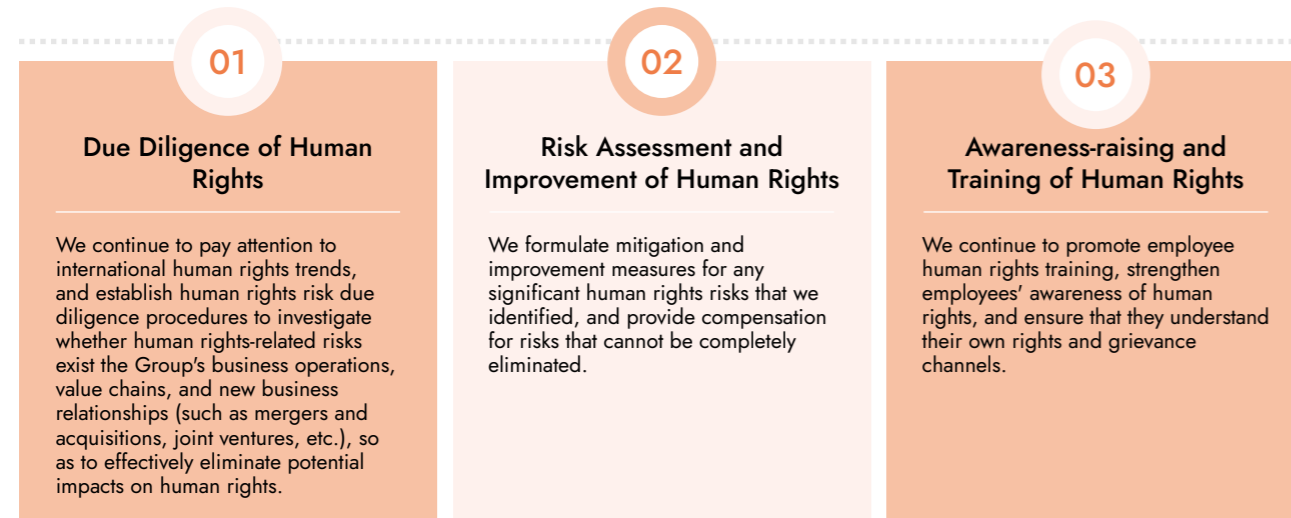 01
Due Diligence of Human
Rights
We continue to pay attention to
international human rights trends,
and establish human rights risk due
diligence procedures to investigate
whether human rights-related risks
exist the Group's business operations,
value chains, and new business
relationships (such as mergers and
acquisitions, joint ventures, etc.), so
as to effectively eliminate potential
impacts on human rights.
02
Risk Assessment and
Improvement of Human Rights
We formulate mitigation and
improvement measures for any
significant human rights risks that we
identified, and provide compensation
for risks that cannot be completely
eliminated.
03
Awareness-raising and
Training of Human Rights
We continue to promote employee
human rights training, strengthen
employees' awareness of human
rights, and ensure that they understand
their own rights and grievance
channels.